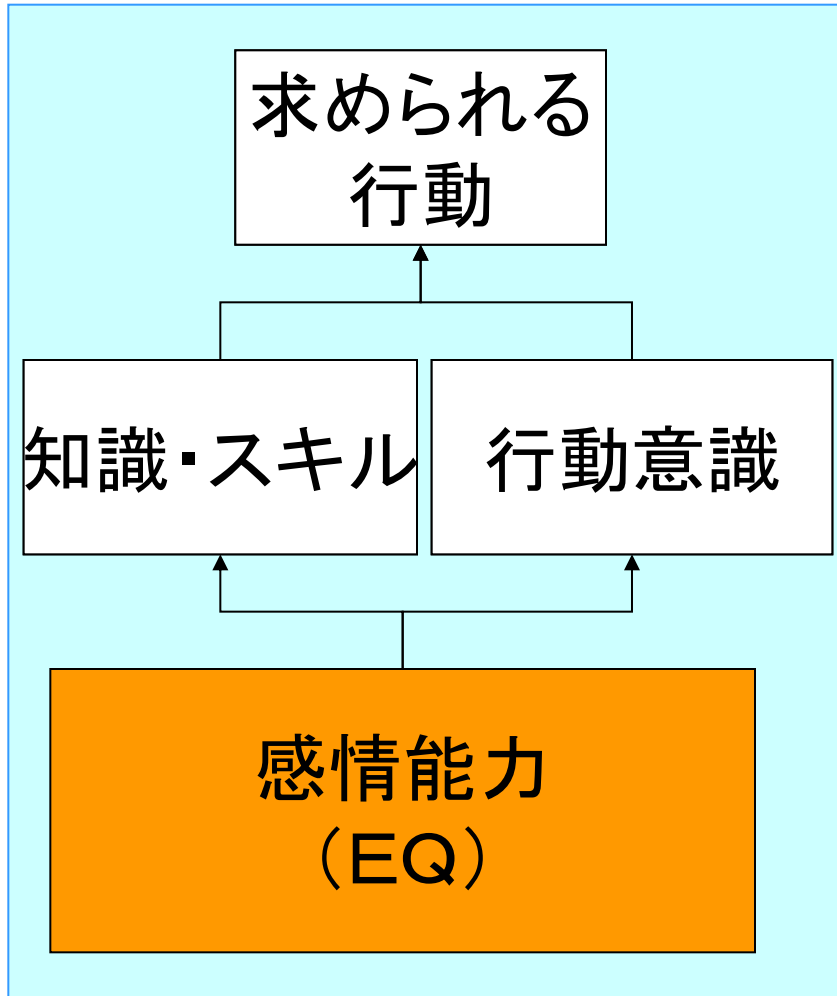 求められる
行動
知識・スキル
行動意識
感情能力
（EQ）